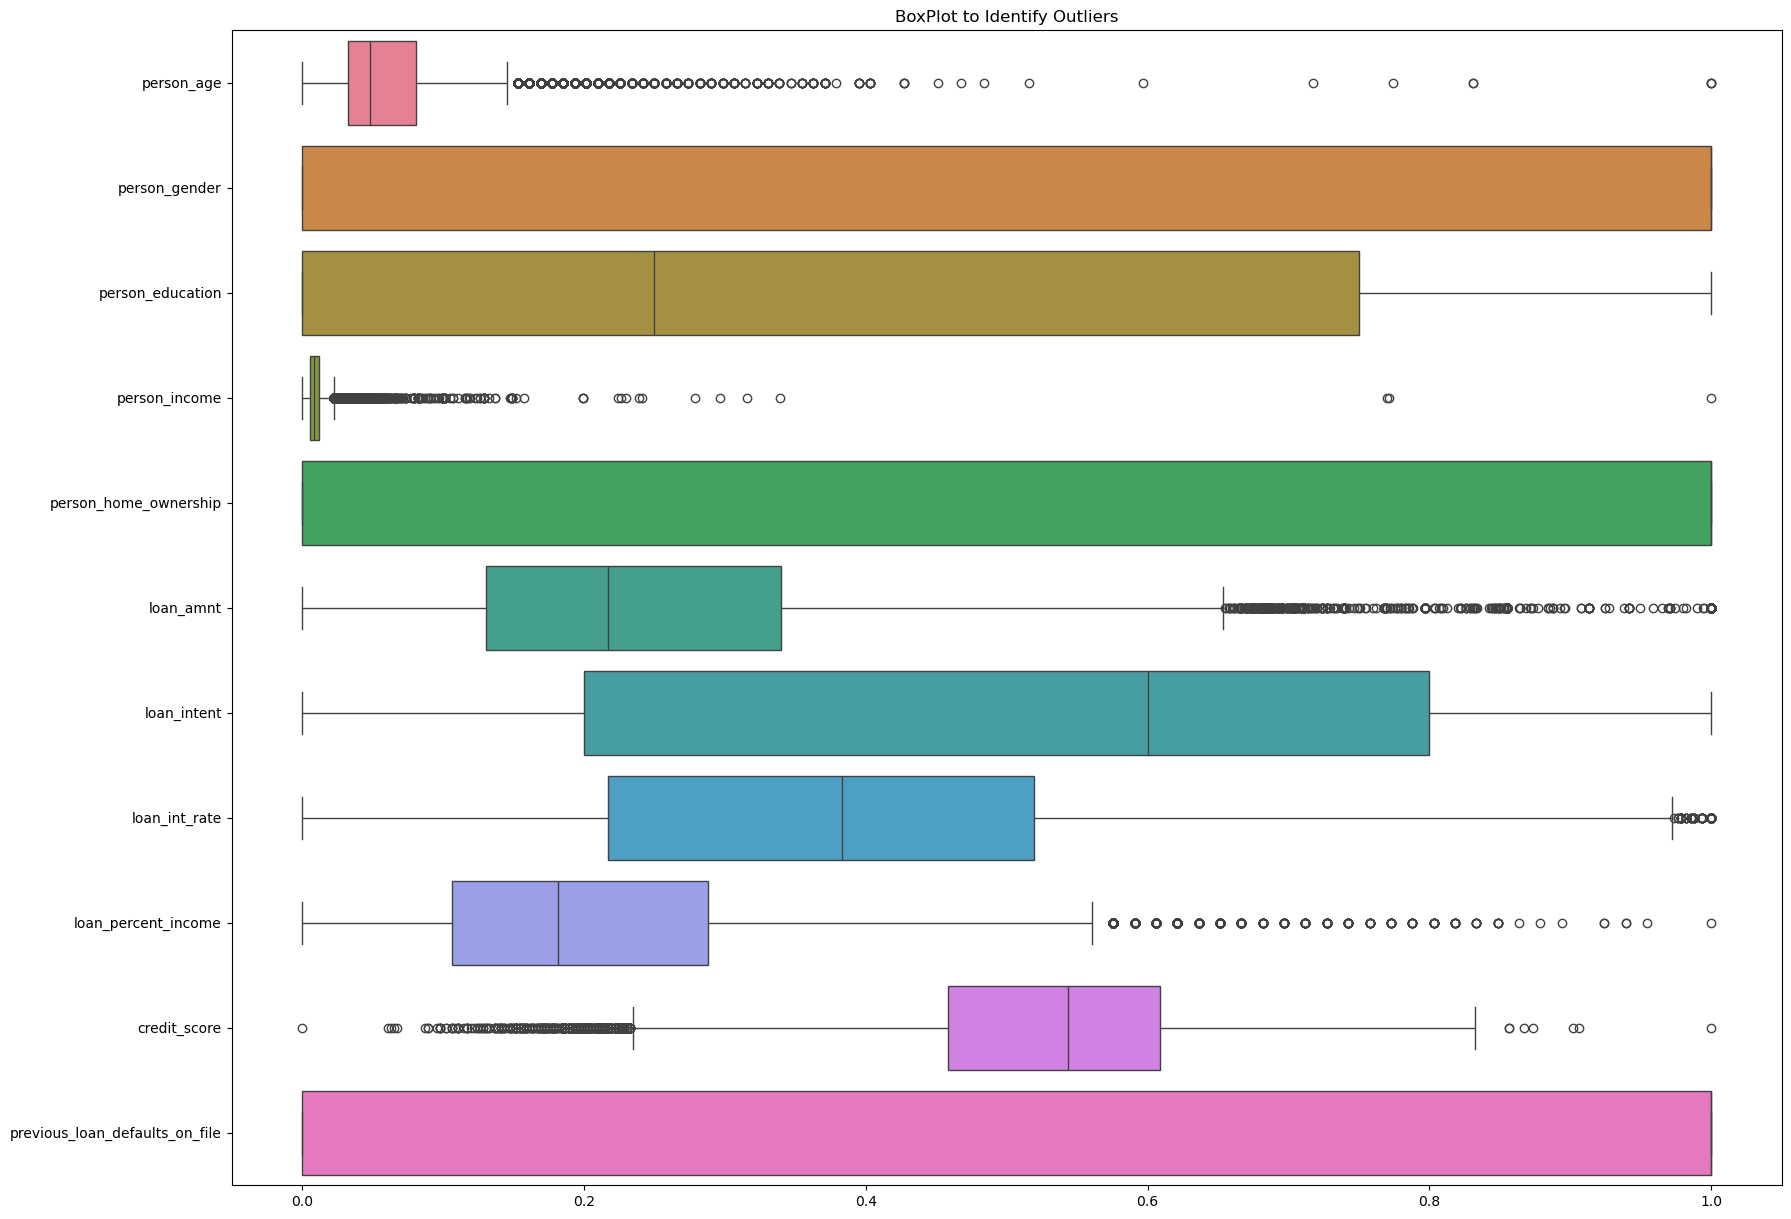 BoxPlot to Identify Outliers
person_age
person_gender
person_education
person_income
person_home_ownership
loan_amnt
loan_intent
loan_int_rate
loan_percent_income
credit_score
previous_loan_defaults_on_file
0.0 0.2 0.4 0.6 0.8 1.0